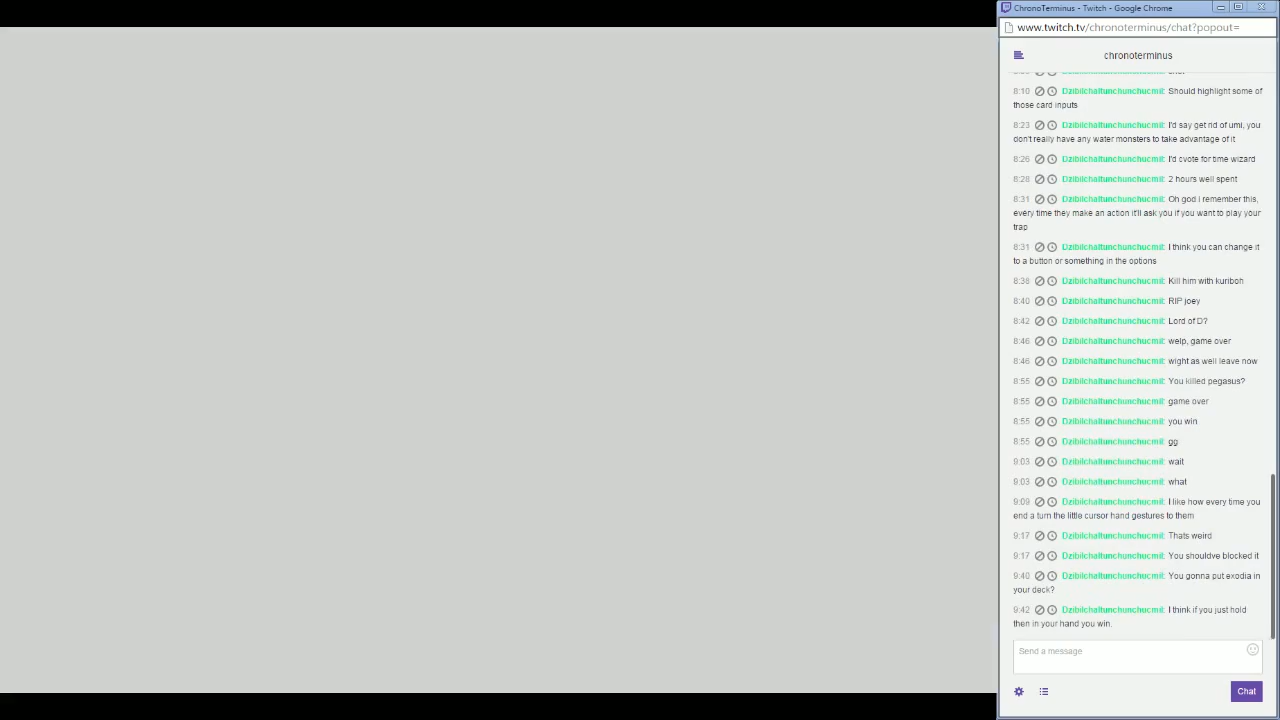 ChronoTerminus - Twitch - Google Chrome
www.twitch.tv/chronoterminus/chat?popout=
chronoterminus
8:10 Dzibilchaltunchunchucmil: Should highlight some of
those card inputs
8:23 Dzibilchaltunchunchucmil: I'd say get rid of umi, you
don't really have any water monsters to take advantage of it
8:26 Dzibilchaltunchunchucmil: I'd cvote for time wizard
8:28 Dzibilchaltunchunchucmil: 2 hours well spent
8:31 Dzibilchaltunchunchucmil: Oh god i remember this,
every time they make an action it'll ask you if you want to play your
trap
8:31 Dzibilchaltunchunchucmil: I think you can change it
to a button or something in the options
8:38 Dzibilchaltunchunchucmil: Kill him with kuriboh
8:40 Dzibilchaltunchunchucmil: RIP joey
8:42 Dzibilchaltunchunchucmil: Lord of D?
8:46 Dzibilchaltunchunchucmil: welp, game over
8:46 Dzibilchaltunchunchucmil: wight as well leave now
8:55 Dzibilchaltunchunchucmil: You killed pegasus?
8:55 Dzibilchaltunchunchucmil: game over
8:55 Dzibilchaltunchunchucmil: you win
8:55 Dzibilchaltunchunchucmil: gg
9:03 Dzibilchaltunchunchucmil: wait
9:03 Dzibilchaltunchunchucmil: what
9:09 Dzibilchaltunchunchucmil: I like how every time you
end a turn the little cursor hand gestures to them
9:17 Dzibilchaltunchunchucmil: Thats weird
9:17 Dzibilchaltunchunchucmil: You shouldve blocked it
9:40 Dzibilchaltunchunchucmil: You gonna put exodia in
your deck?
9:42 Dzibilchaltunchunchucmil: I think if you just hold
then in your hand you win.
Send a message
Chat